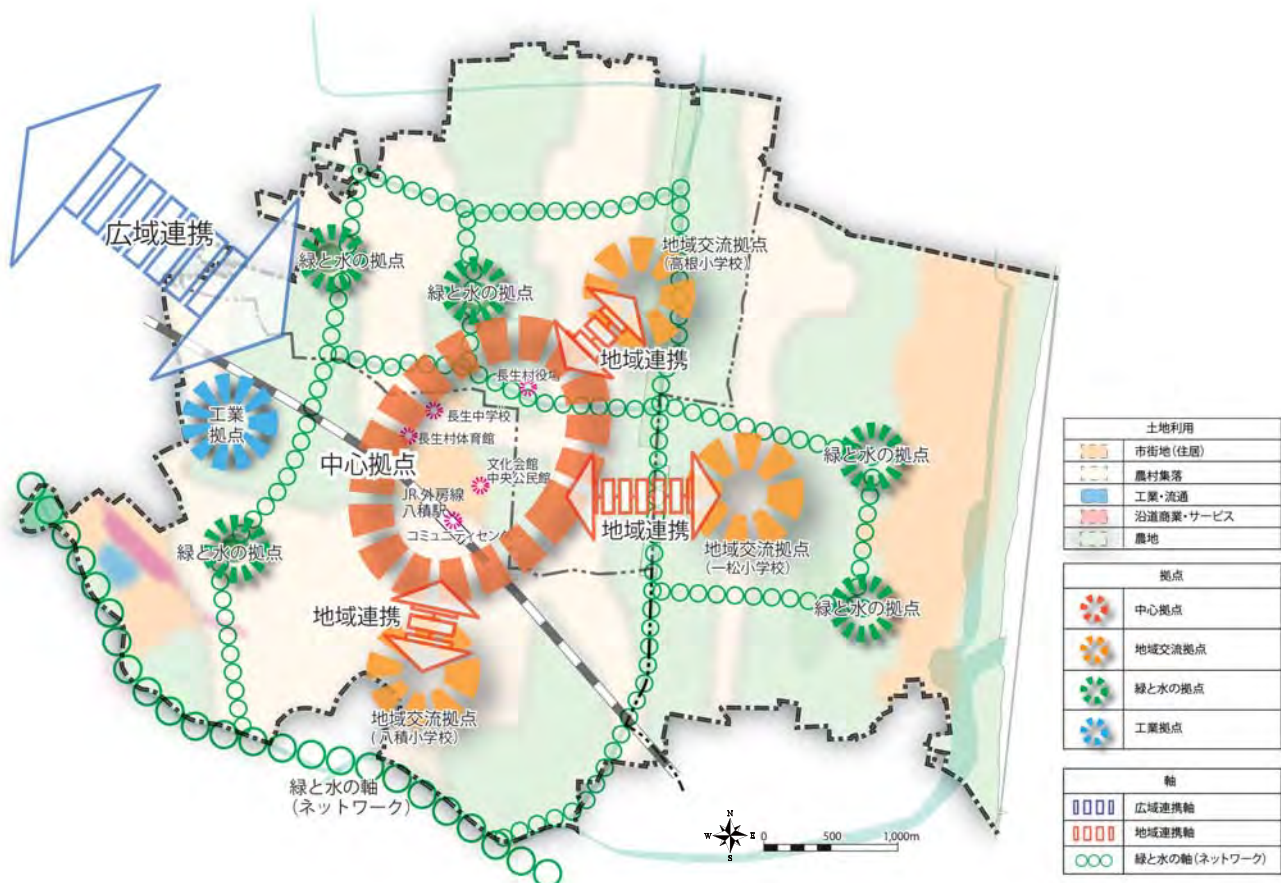 広域連携
緑と水の拠点
緑と水の拠点
地域交流拠点
(高根小学校)
地域連携
長生村役場
長生中学校
長生村体育館
工業
拠点
中心拠点
文化会館
中央公民館
JR外房線
八積駅
コミュニティセンター
緑と水の拠点
地域連携
地域交流拠点
(一松小学校)
緑と水の拠点
緑と水の拠点
地域連携
地域交流拠点
(八積小学校)
緑と水の軸
(ネットワーク)
N
W E
S
0 500 1,000m
土地利用
市街地(住居)
農村集落
工業・流通
沿道商業・サービス
農地
拠点
中心拠点
地域交流拠点
緑と水の拠点
工業拠点
軸
広域連携軸
地域連携軸
緑と水の軸(ネットワーク)